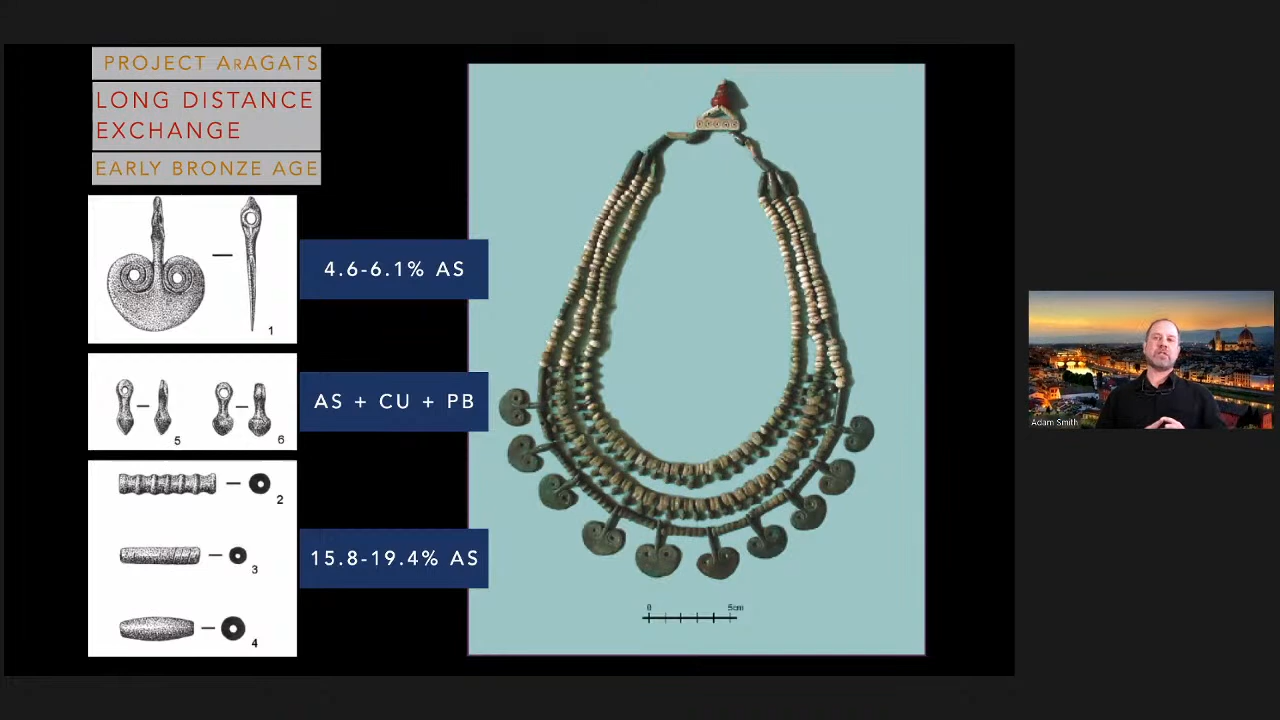 PROJECT ARAGATS
LONG DISTANCE
EXCHANGE
EARLY BRONZE AGE
1
4.6-6.1% AS
5
6
AS + CU + PB
2
3
4
15.8-19.4% AS
0
5cm
Adam Smith